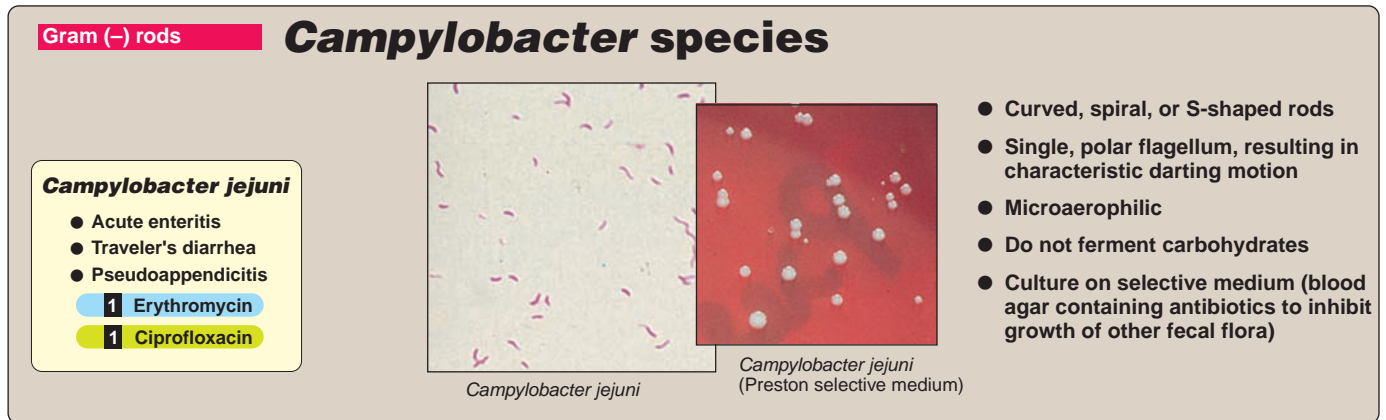 Gram (–) rods
Campylobacter species
Campylobacter jejuni
● Acute enteritis
● Traveler's diarrhea
● Pseudoappendicitis
1 Erythromycin
1 Ciprofloxacin
Campylobacter jejuni
Campylobacter jejuni
(Preston selective medium)
● Curved, spiral, or S-shaped rods
● Single, polar flagellum, resulting in
characteristic darting motion
● Microaerophilic
● Do not ferment carbohydrates
● Culture on selective medium (blood
agar containing antibiotics to inhibit
growth of other fecal flora)